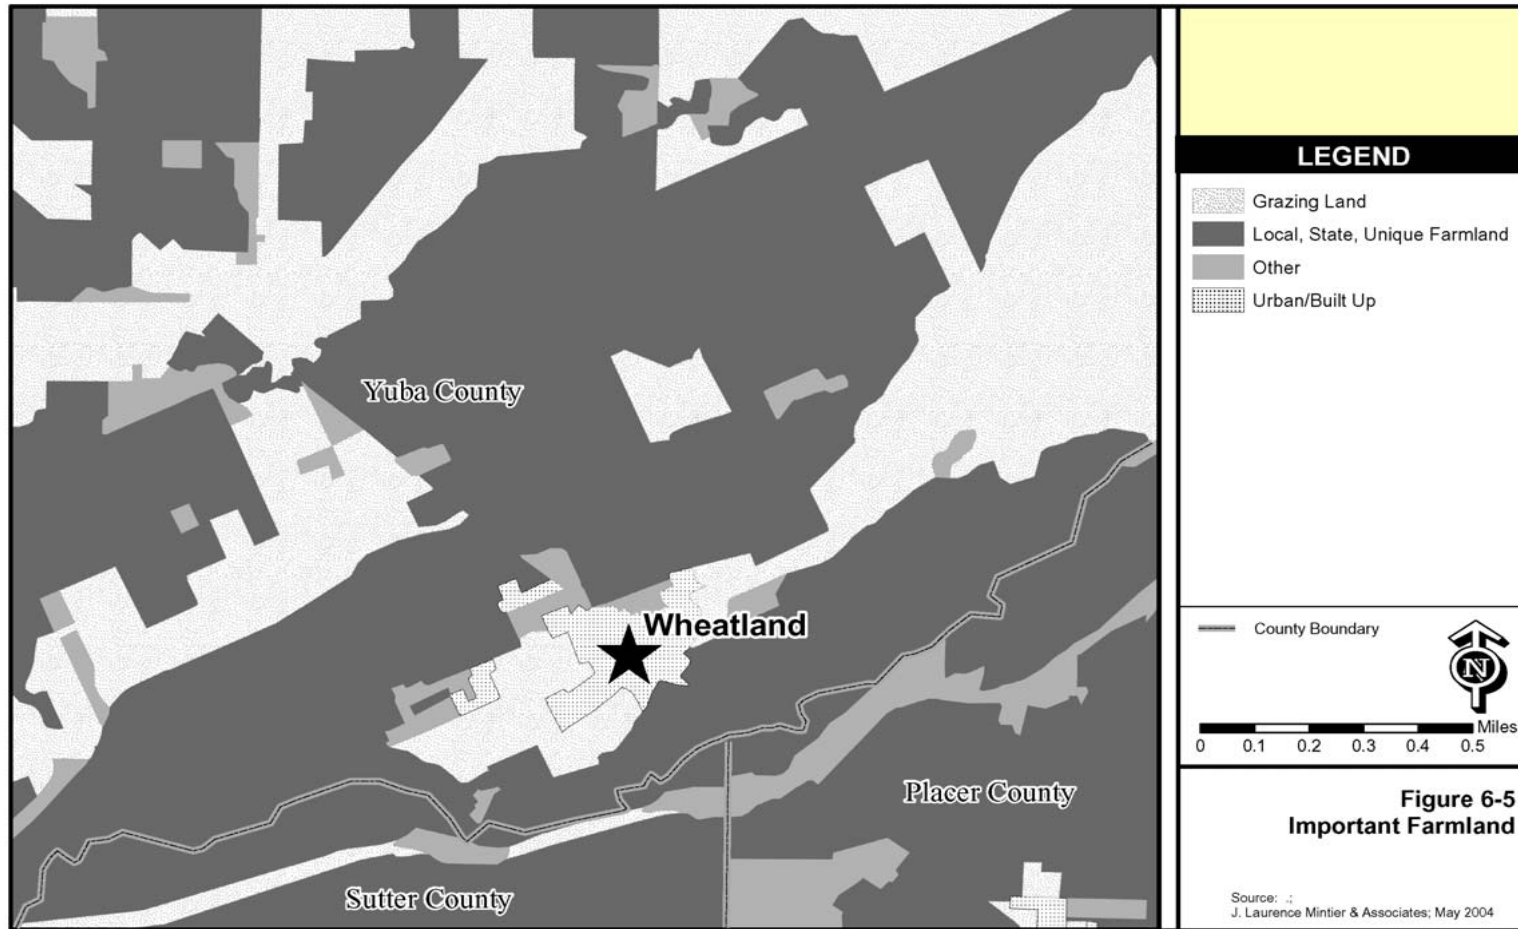 Yuba County
Wheatland
Placer County
Sutter County
LEGEND
Grazing Land
Local, State, Unique Farmland
Other
Urban/Built Up
County Boundary
N
Miles
0 0.1 0.2 0.3 0.4 0.5
Figure 6-5
Important Farmland
Source: .;
J. Laurence Mintier & Associates; May 2004